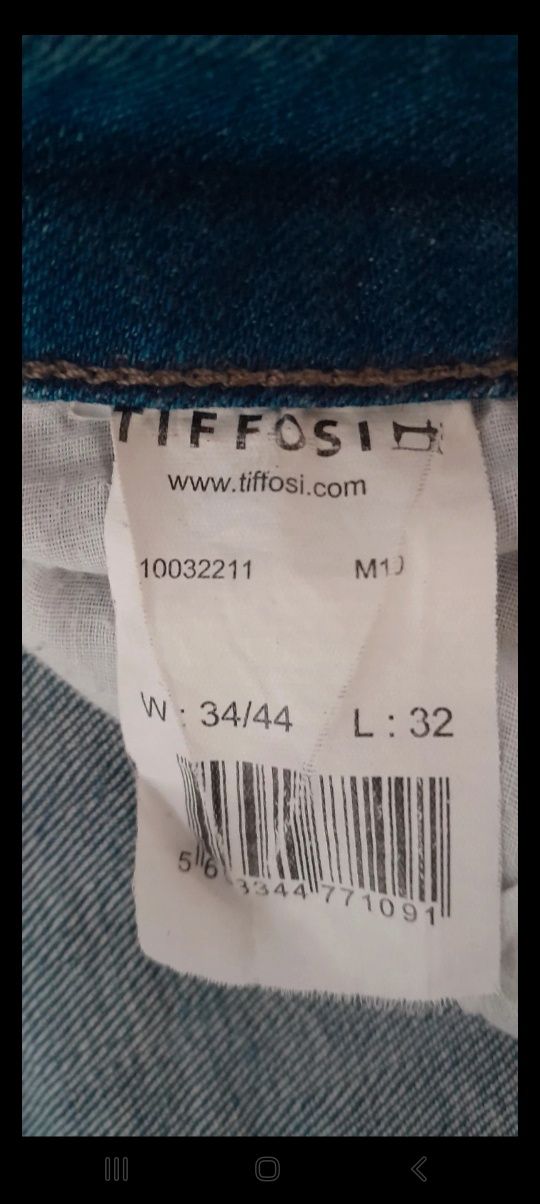 TIFFOSI
www.tiffosi.com
10032211
W : 34/44 L : 32